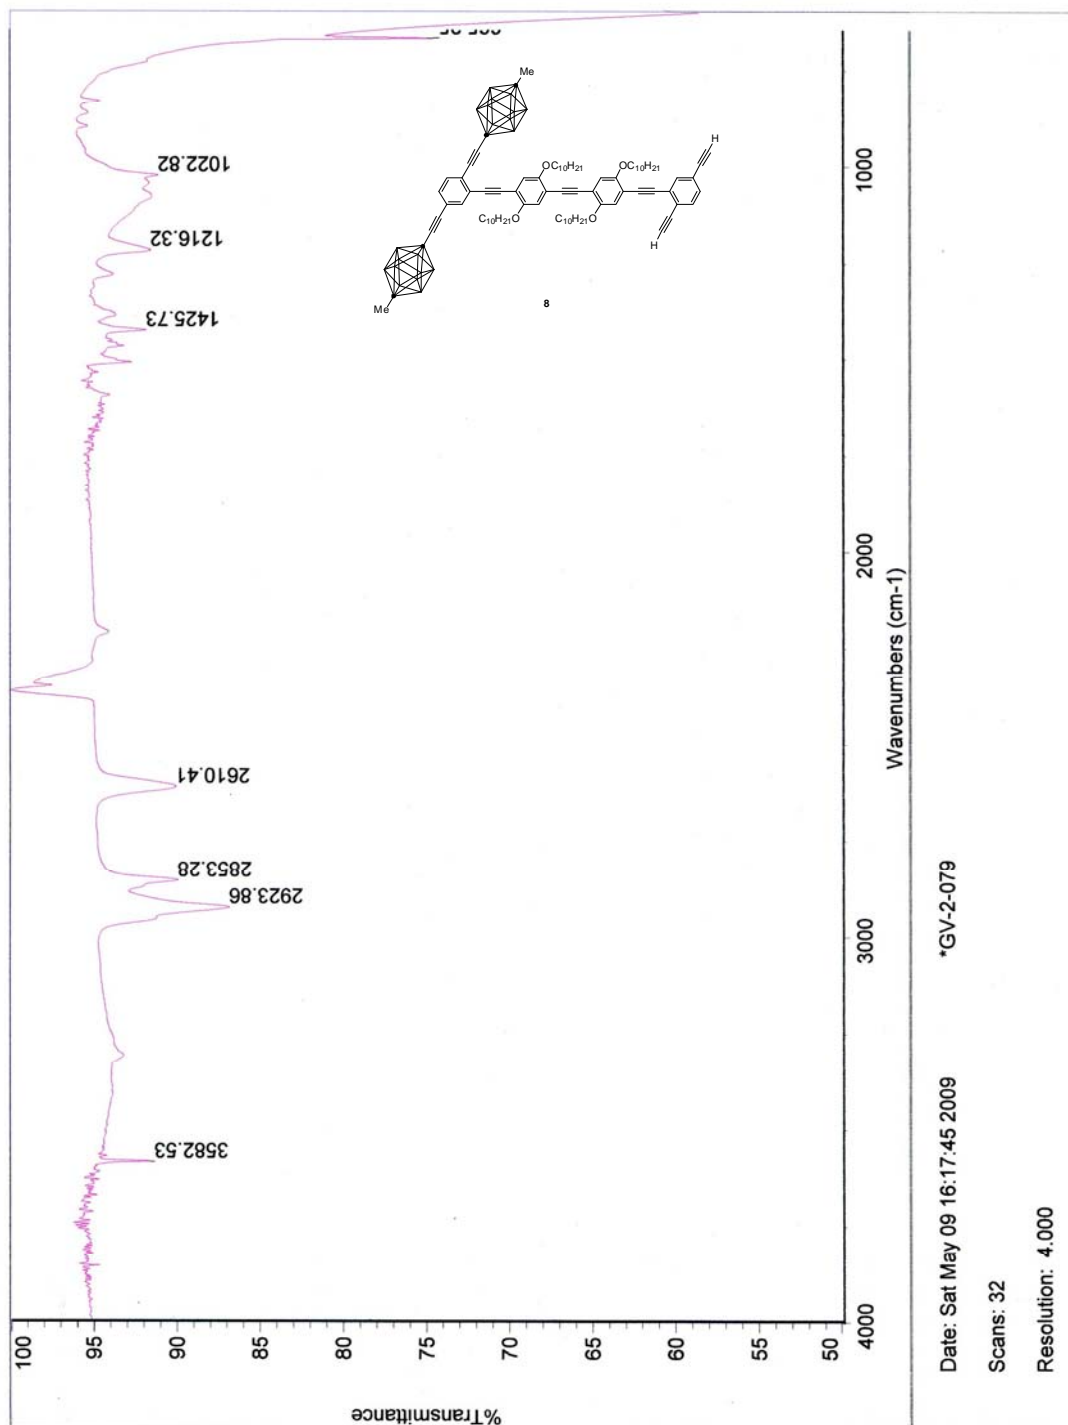 %Transmittance
100
95
90
85
80
75
70
65
60
55
50
4000
3000
2000
1000
Wavenumbers (cm-1)
3582.53
2923.86
2853.28
2610.41
1425.73
1216.32
1022.82
Me
H
OC10H21
OC10H21
C10H21O
C10H21O
H
Me
8
Date: Sat May 09 16:17:45 2009
*GV-2-079
Scans: 32
Resolution: 4.000